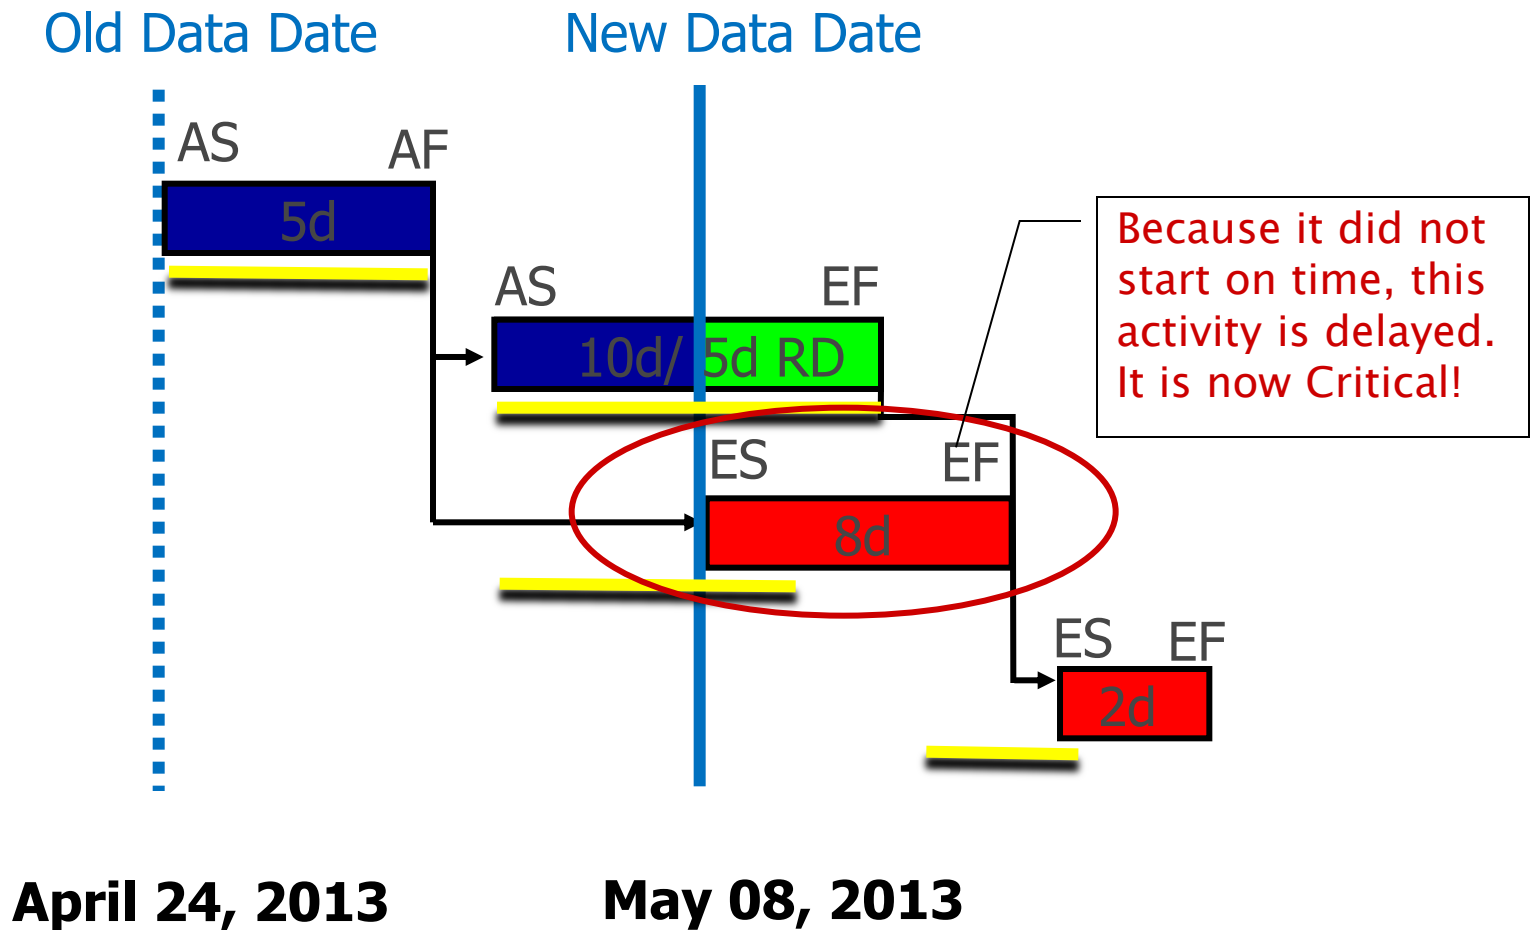 Old Data Date
New Data Date
AS
AF
5d
AS
EF
10d/ 5d RD
Because it did not
start on time, this
activity is delayed.
It is now Critical!
ES
EF
8d
ES
EF
2d
April 24, 2013
May 08, 2013